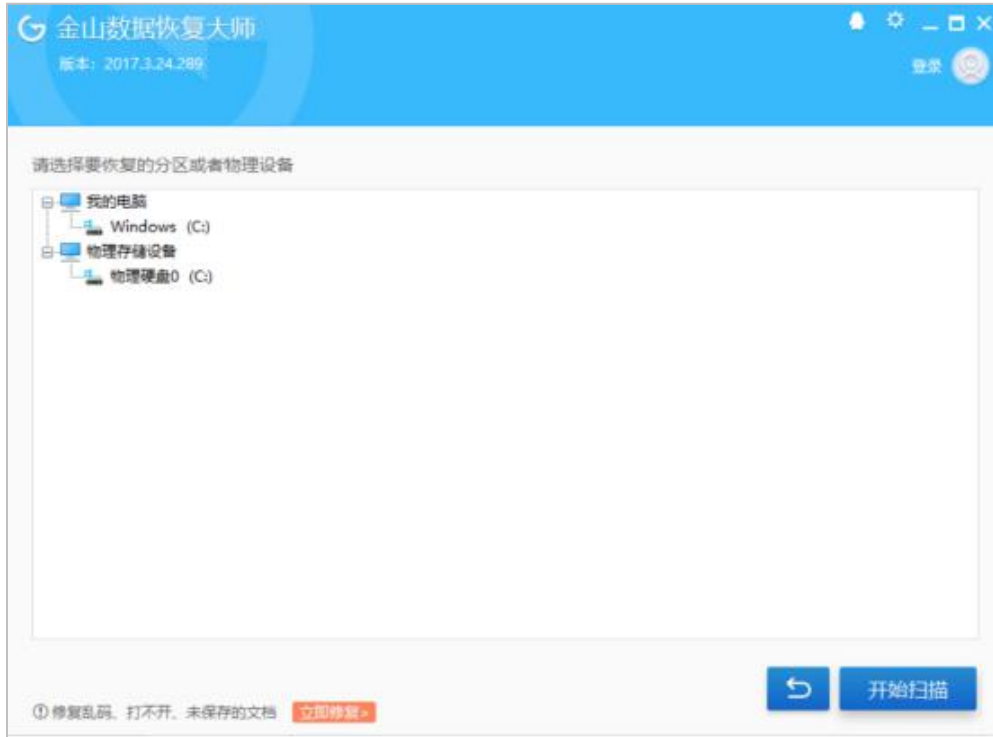 金山数据恢复大师
版本：2017.3.24.289
登录
请选择要恢复的分区或者物理设备
我的电脑
Windows (C:)
物理存储设备
物理硬盘0 (C:)
开始扫描
①修复乱码、打不开、未保存的文档 立即修复»